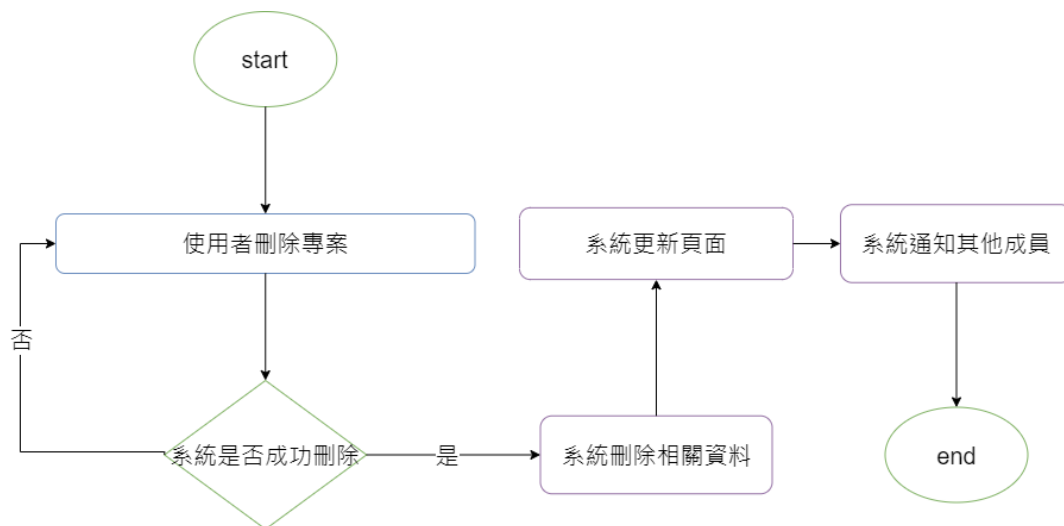 start
使用者刪除專案
否
系統是否成功刪除
是
系統刪除相關資料
系統更新頁面
系統通知其他成員
end